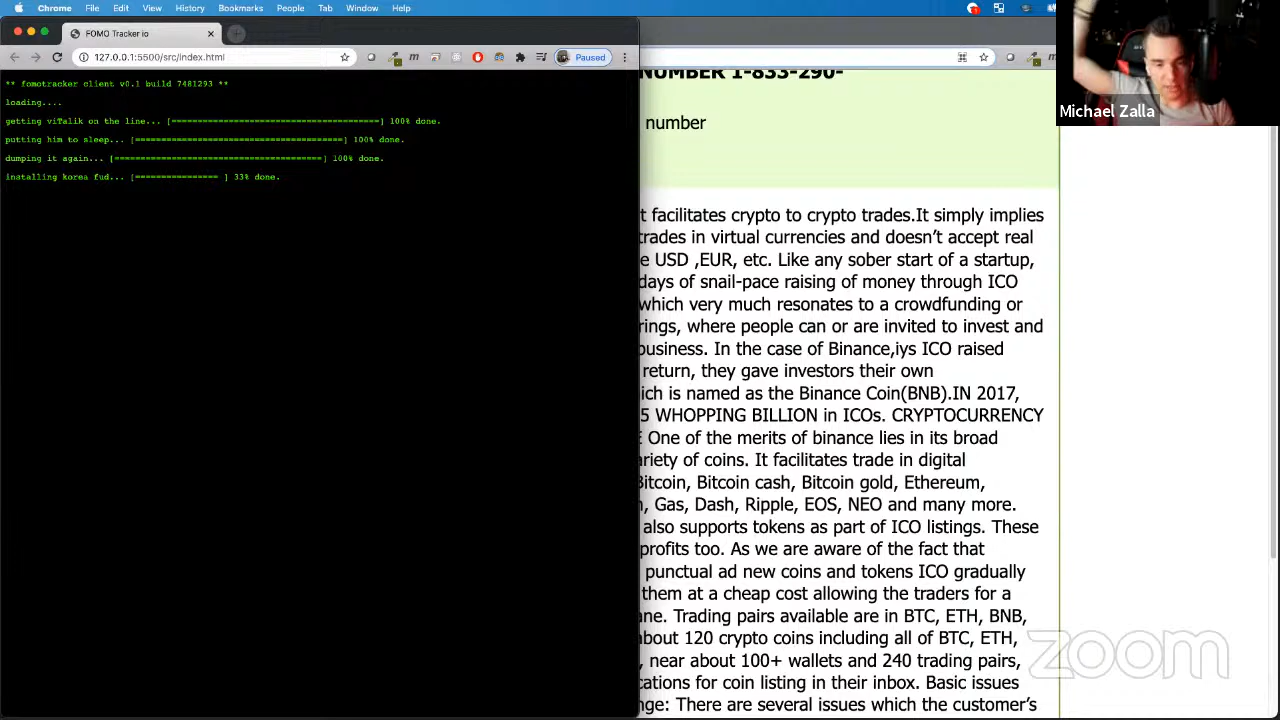 Chrome File Edit View History Bookmarks People Tab Window Help
FOMO Tracker io
127.0.0.1:5500/src/index.html
Paused
** fomotracker client v0.1 build 7481293 **
loading....
getting viTalik on the line... [========================================] 100% done.
putting him to sleep... [========================================] 100% done.
dumping it again... [========================================] 100% done.
installing korea fud... [================ ] 33% done.
NUMBER 1-833-290-
number
t facilitates crypto to crypto trades.It simply implies
trades in virtual currencies and doesn't accept real
e USD ,EUR, etc. Like any sober start of a startup,
days of snail-pace raising of money through ICO
which very much resonates to a crowdfunding or
rings, where people can or are invited to invest and
business. In the case of Binance,iys ICO raised
return, they gave investors their own
ich is named as the Binance Coin(BNB).IN 2017,
5 WHOPPING BILLION in ICOs. CRYPTOCURRENCY
E One of the merits of binance lies in its broad
ariety of coins. It facilitates trade in digital
Bitcoin, Bitcoin cash, Bitcoin gold, Ethereum,
, Gas, Dash, Ripple, EOS, NEO and many more.
also supports tokens as part of ICO listings. These
profits too. As we are aware of the fact that
punctual ad new coins and tokens ICO gradually
them at a cheap cost allowing the traders for a
ane. Trading pairs available are in BTC, ETH, BNB,
about 120 crypto coins including all of BTC, ETH,
, near about 100+ wallets and 240 trading pairs,
cations for coin listing in their inbox. Basic issues
nge: There are several issues which the customer's
Michael Zalla
zoom